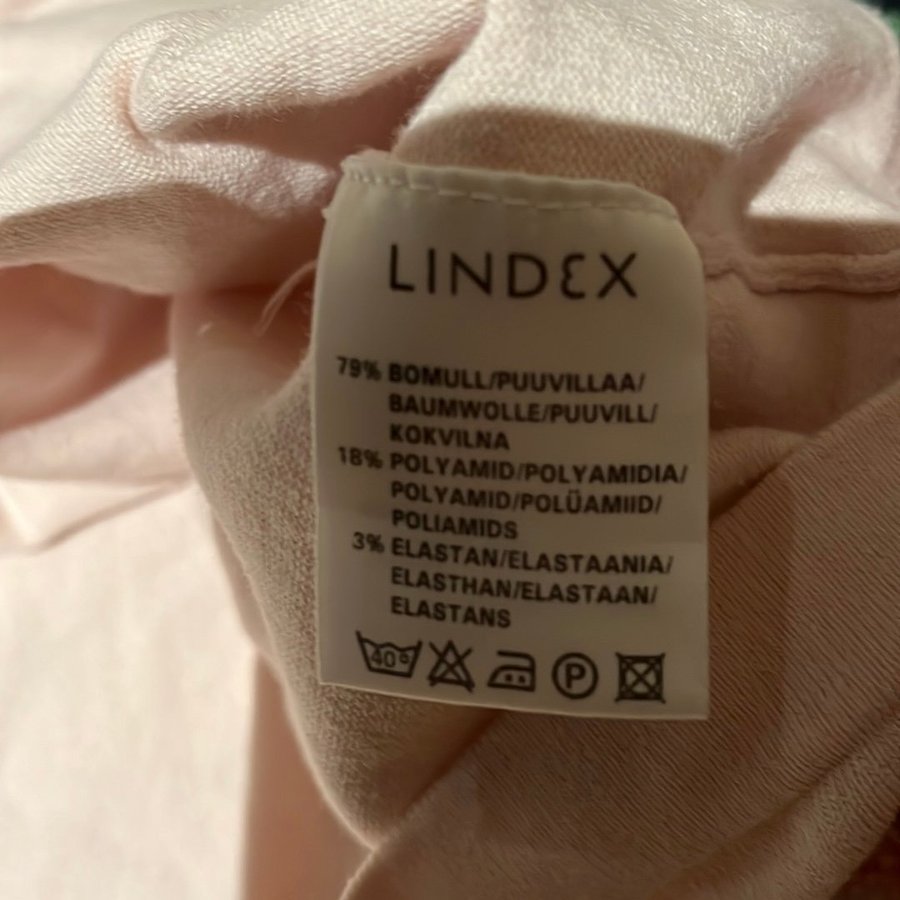 LINDEX
79% BOMULL/PUUVILLAA/
BAUMWOLLE/PUUVILL/
KOKVILNA
18% POLYAMID/POLYAMIDIA/
POLYAMID/POLÜAMIID/
POLIAMIDS
3% ELASTAN/ELASTAANIA/
ELASTHAN/ELASTAAN/
ELASTANS
40° P